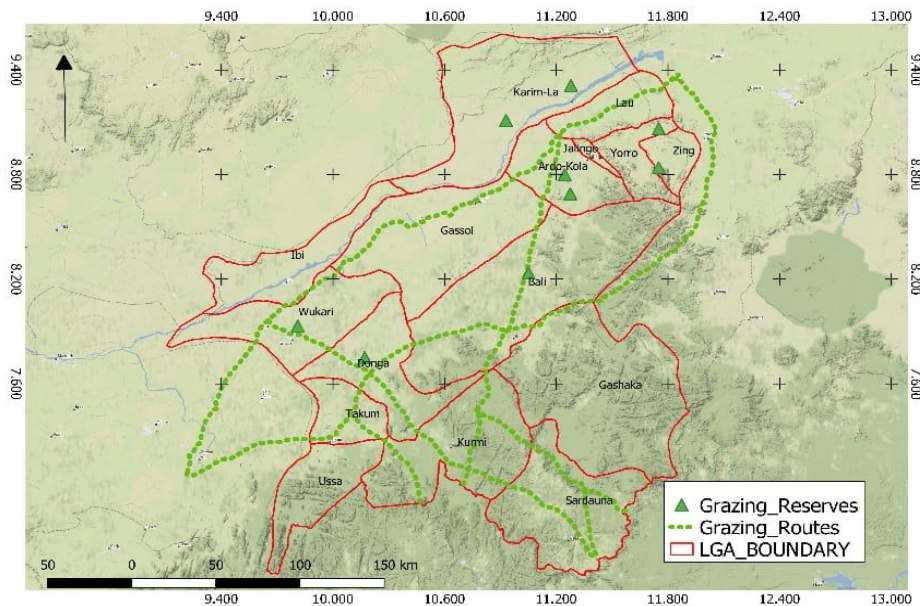 9.400 10.000 10.600 11.200 11.800 12.400 13.000
9.400 9.400
Karim-La
Lau
Jalingo
Yorro
Zing
8.800 8.800
Ardo-Kola
Gassol
Ibi
8.200 8.200
Bali
Wukari
Donga
7.600 7.600
Gashaka
Takum
Kurmi
Ussa
Sardauna
Grazing_Reserves
Grazing_Routes
LGA_BOUNDARY
50 0 50 100 150 km
9.400 10.000 10.600 11.200 11.800 12.400 13.000